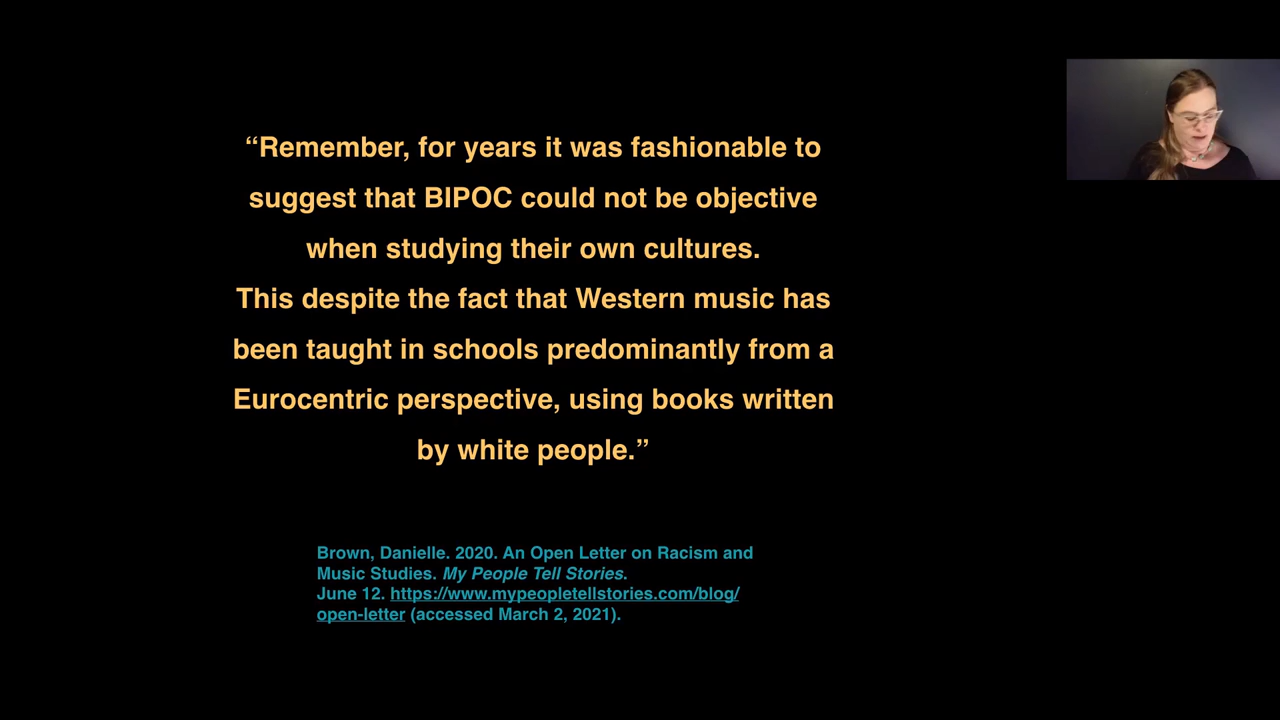 “Remember, for years it was fashionable to
suggest that BIPOC could not be objective
when studying their own cultures.
This despite the fact that Western music has
been taught in schools predominantly from a
Eurocentric perspective, using books written
by white people.”
Brown, Danielle. 2020. An Open Letter on Racism and
Music Studies. My People Tell Stories.
June 12. https://www.mypeopletellstories.com/blog/
open-letter (accessed March 2, 2021).